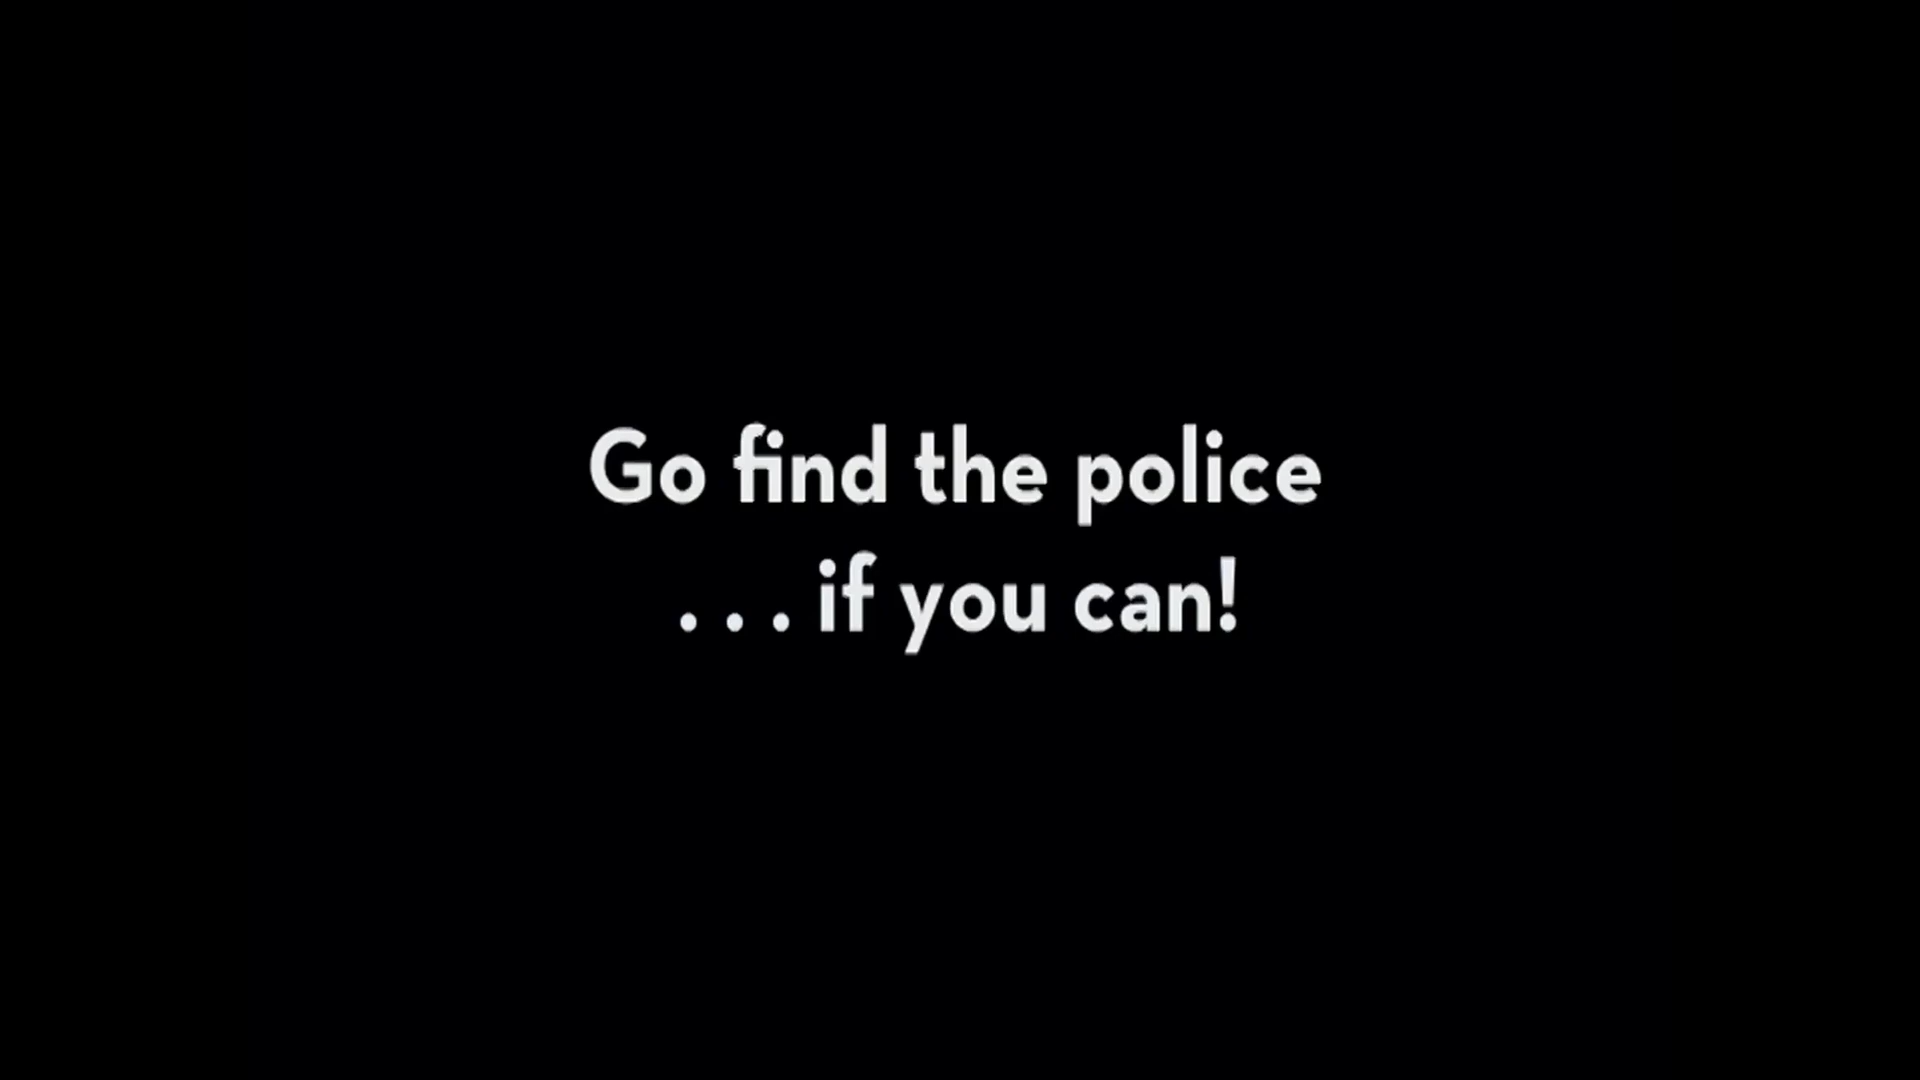 Go find the police
. . . if you can!